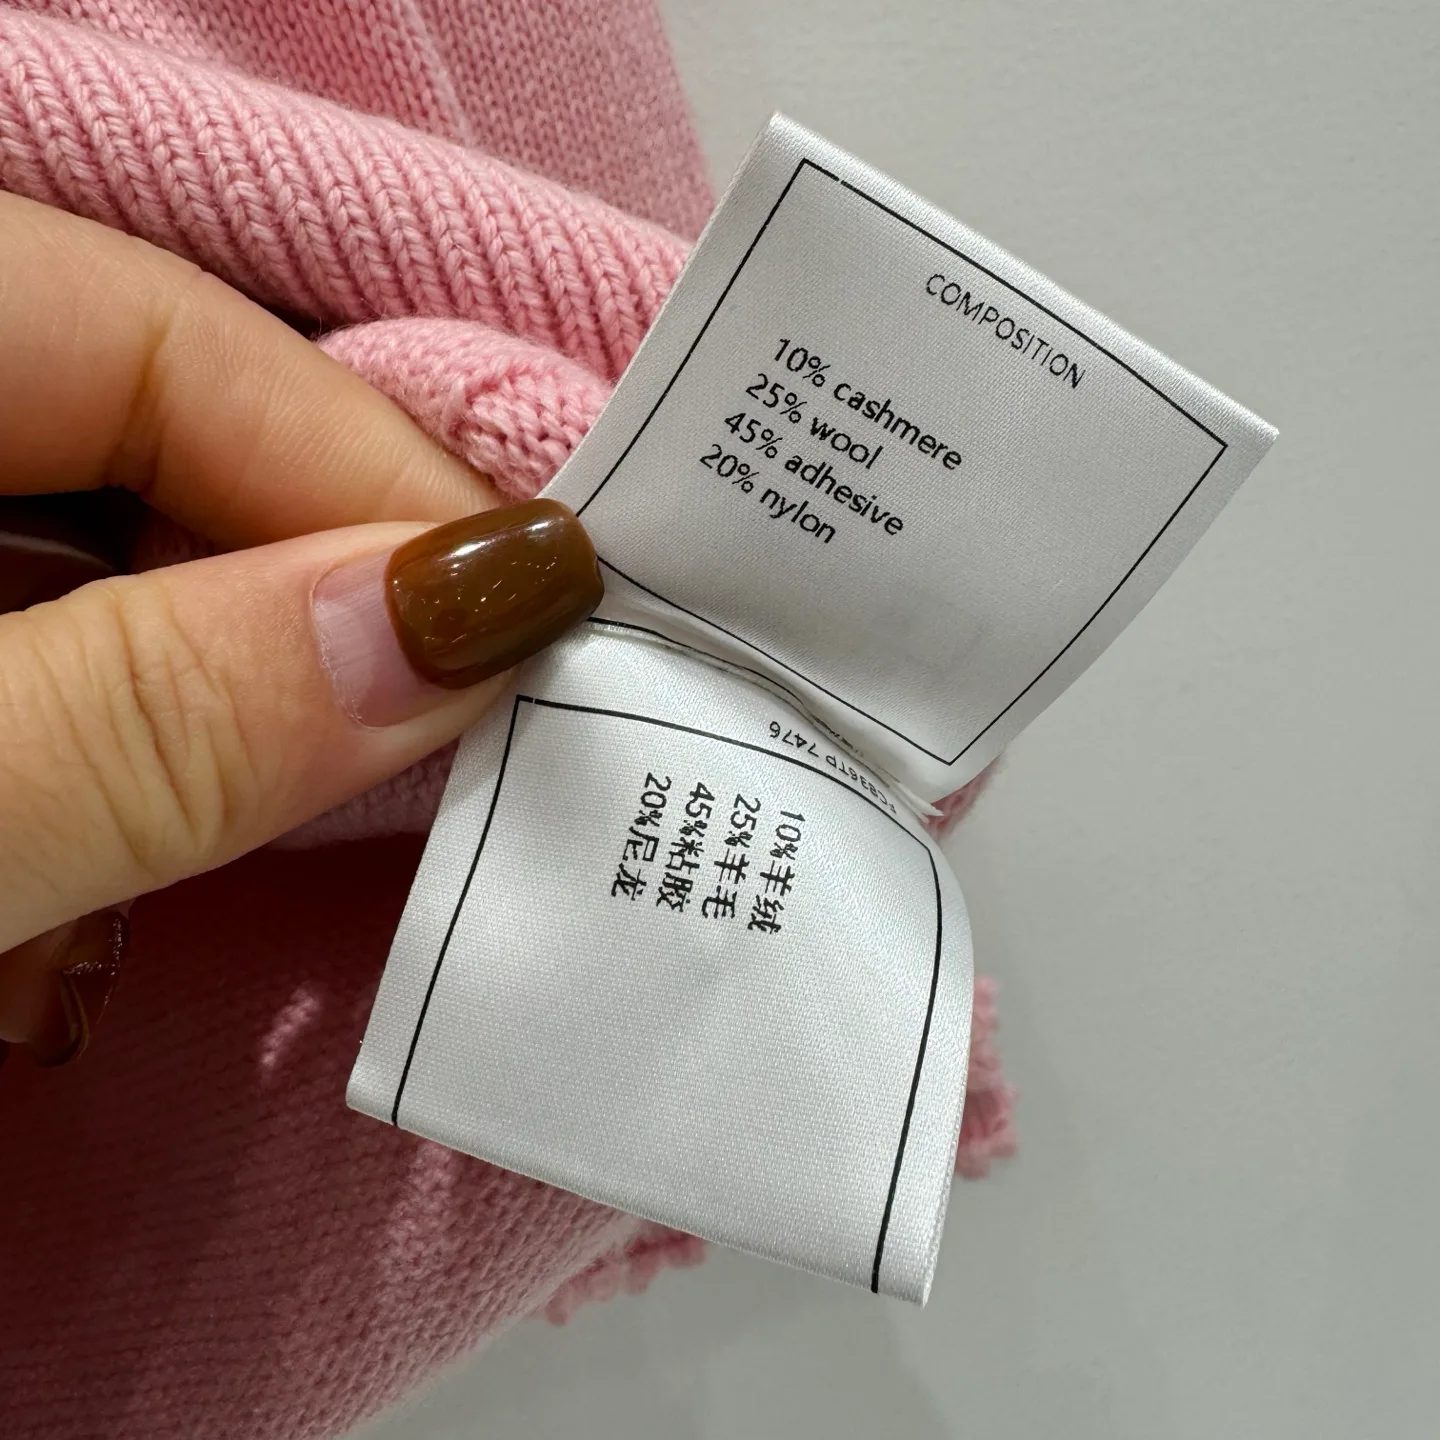 COMPOSITION
10% cashmere
25% wool
45% adhesive
20% nylon
7476
10%羊绒
25%羊毛
45%粘胶
20%尼龙